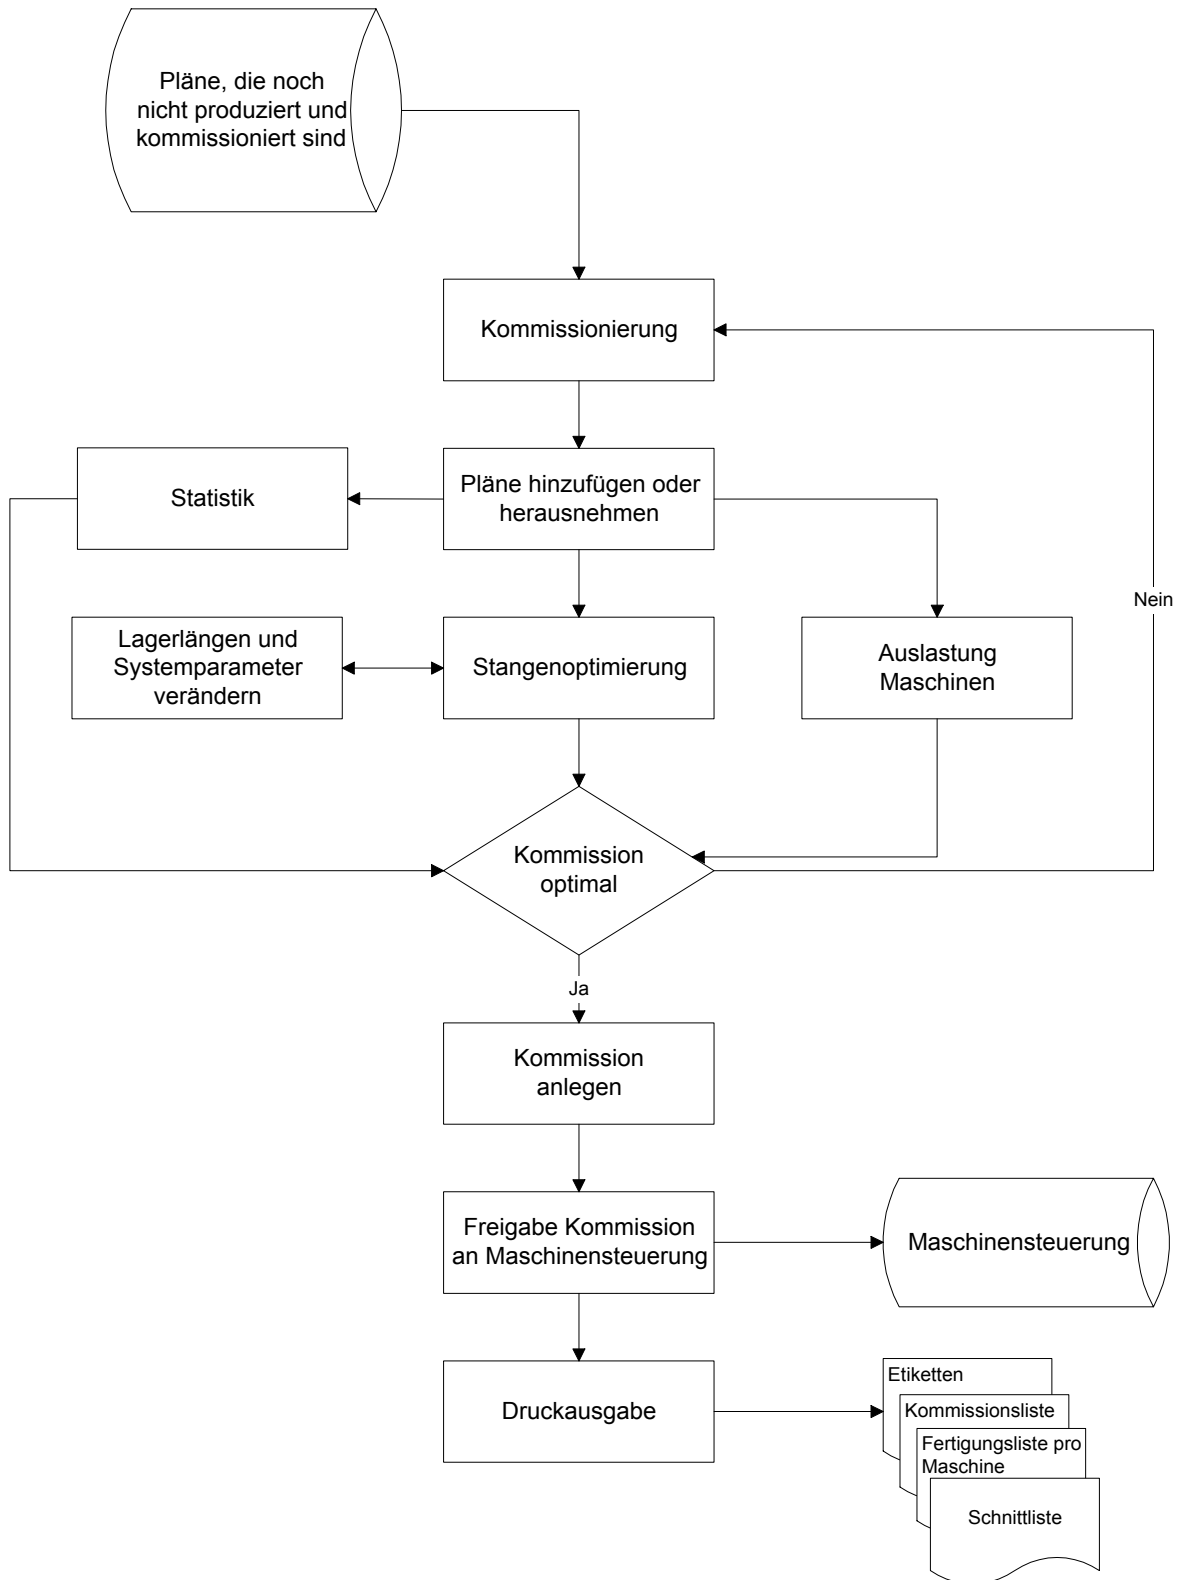 Pläne, die noch
nicht produziert und
kommissioniert sind
Kommissionierung
Statistik
Pläne hinzufügen oder
herausnehmen
Nein
Lagerlängen und
Systemparameter
verändern
Stangenoptimierung
Auslastung
Maschinen
Kommission
optimal
Ja
Kommission
anlegen
Freigabe Kommission
an Maschinensteuerung
Maschinensteuerung
Druckausgabe
Etiketten
Kommissionsliste
Fertigungsliste pro
Maschine
Schnittliste